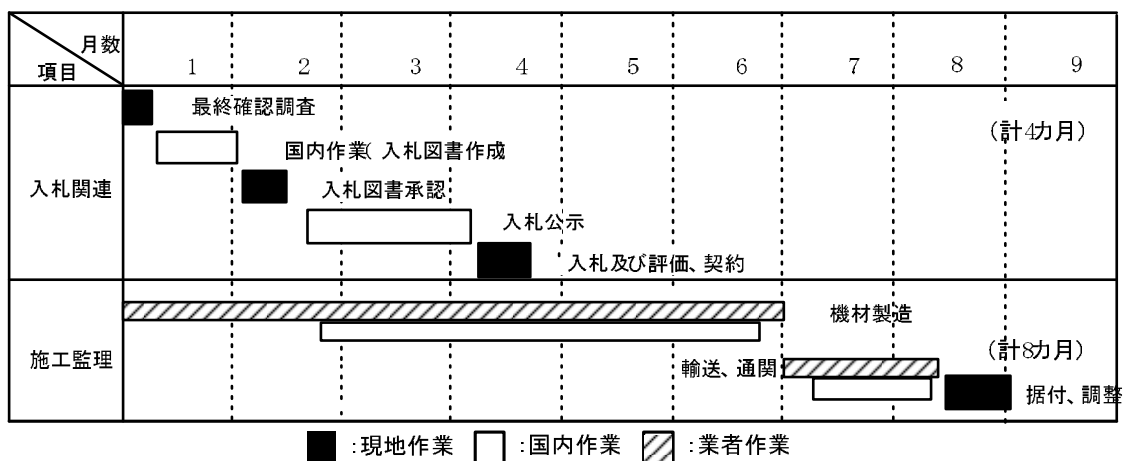 月数
項目
1 2 3 4 5 6 7 8 9
最終確認調査
(計4カ月)
国内作業( 入札図書作成
入札関連
入札図書承認
入札公示
入札及び評価、契約
機材製造
施工監理
(計8カ月)
輸送、通関
据付、調整
:現地作業 :国内作業 :業者作業